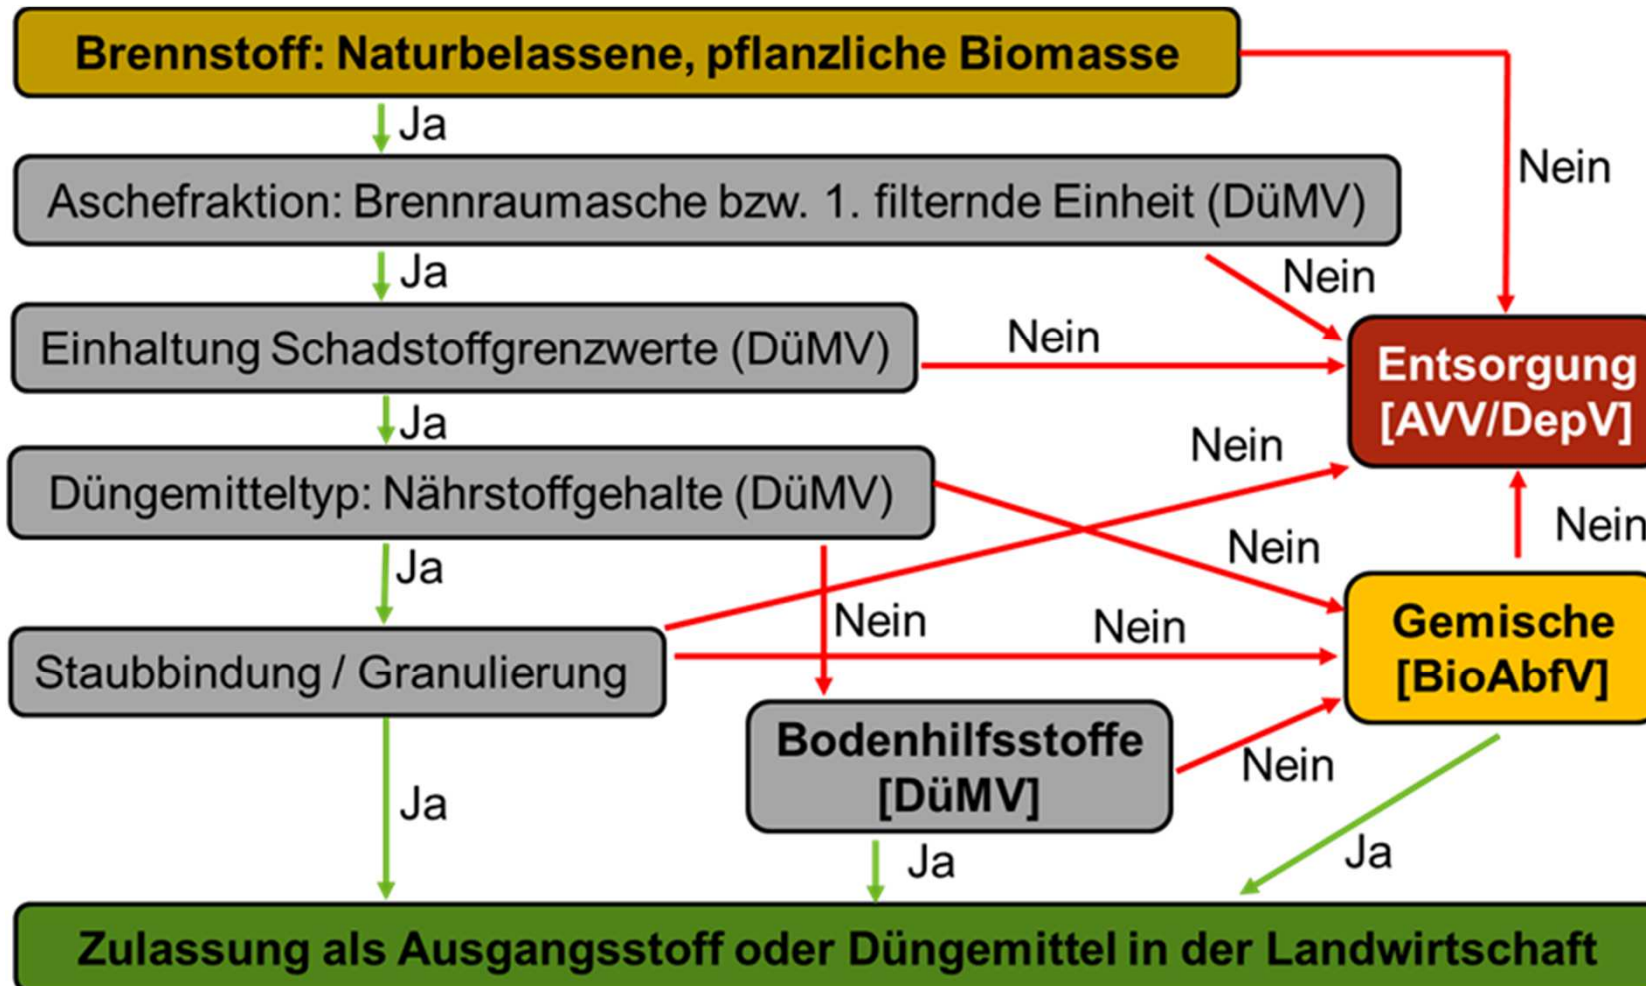 Brennstoff: Naturbelassene, pflanzliche Biomasse
Ja
Nein
Aschefraktion: Brennraumasche bzw. 1. filternde Einheit (DüMV)
Ja
Nein
Einhaltung Schadstoffgrenzwerte (DüMV)
Nein
Entsorgung
[AVV/DepV]
Ja
Nein
Düngemitteltyp: Nährstoffgehalte (DüMV)
Nein
Nein
Ja
Nein
Nein
Gemische
[BioAbfV]
Staubbindung / Granulierung
Bodenhilfsstoffe
[DüMV]
Nein
Ja
Ja
Ja
Zulassung als Ausgangsstoff oder Düngemittel in der Landwirtschaft